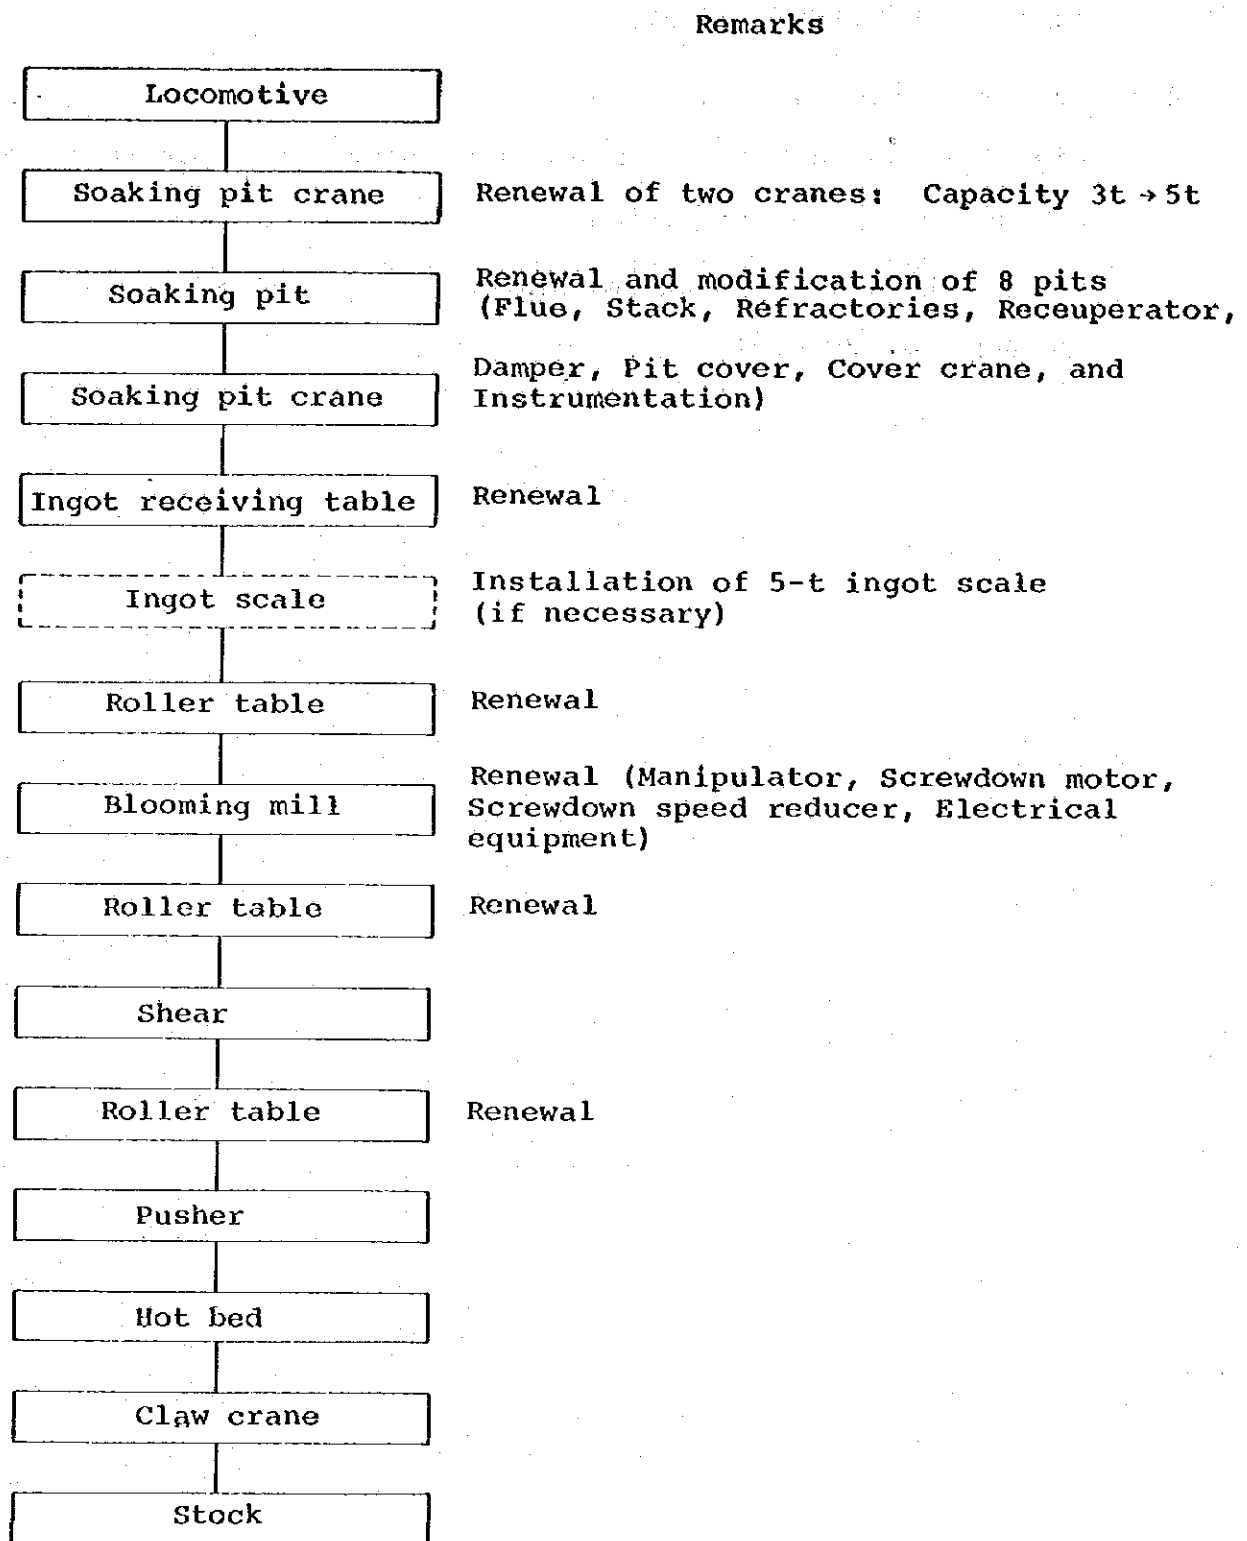 Remarks
Locomotive
Soaking pit crane
Renewal of two cranes: Capacity 3t → 5t
Soaking pit
Renewal and modification of 8 pits
(Flue, Stack, Refractories, Receuperator,
Damper, Pit cover, Cover crane, and
Instrumentation)
Soaking pit crane
Ingot receiving table
Renewal
Ingot scale
Installation of 5-t ingot scale
(if necessary)
Roller table
Renewal
Blooming mill
Renewal (Manipulator, Screwdown motor,
Screwdown speed reducer, Electrical
equipment)
Roller table
Renewal
Shear
Roller table
Renewal
Pusher
Hot bed
Claw crane
Stock